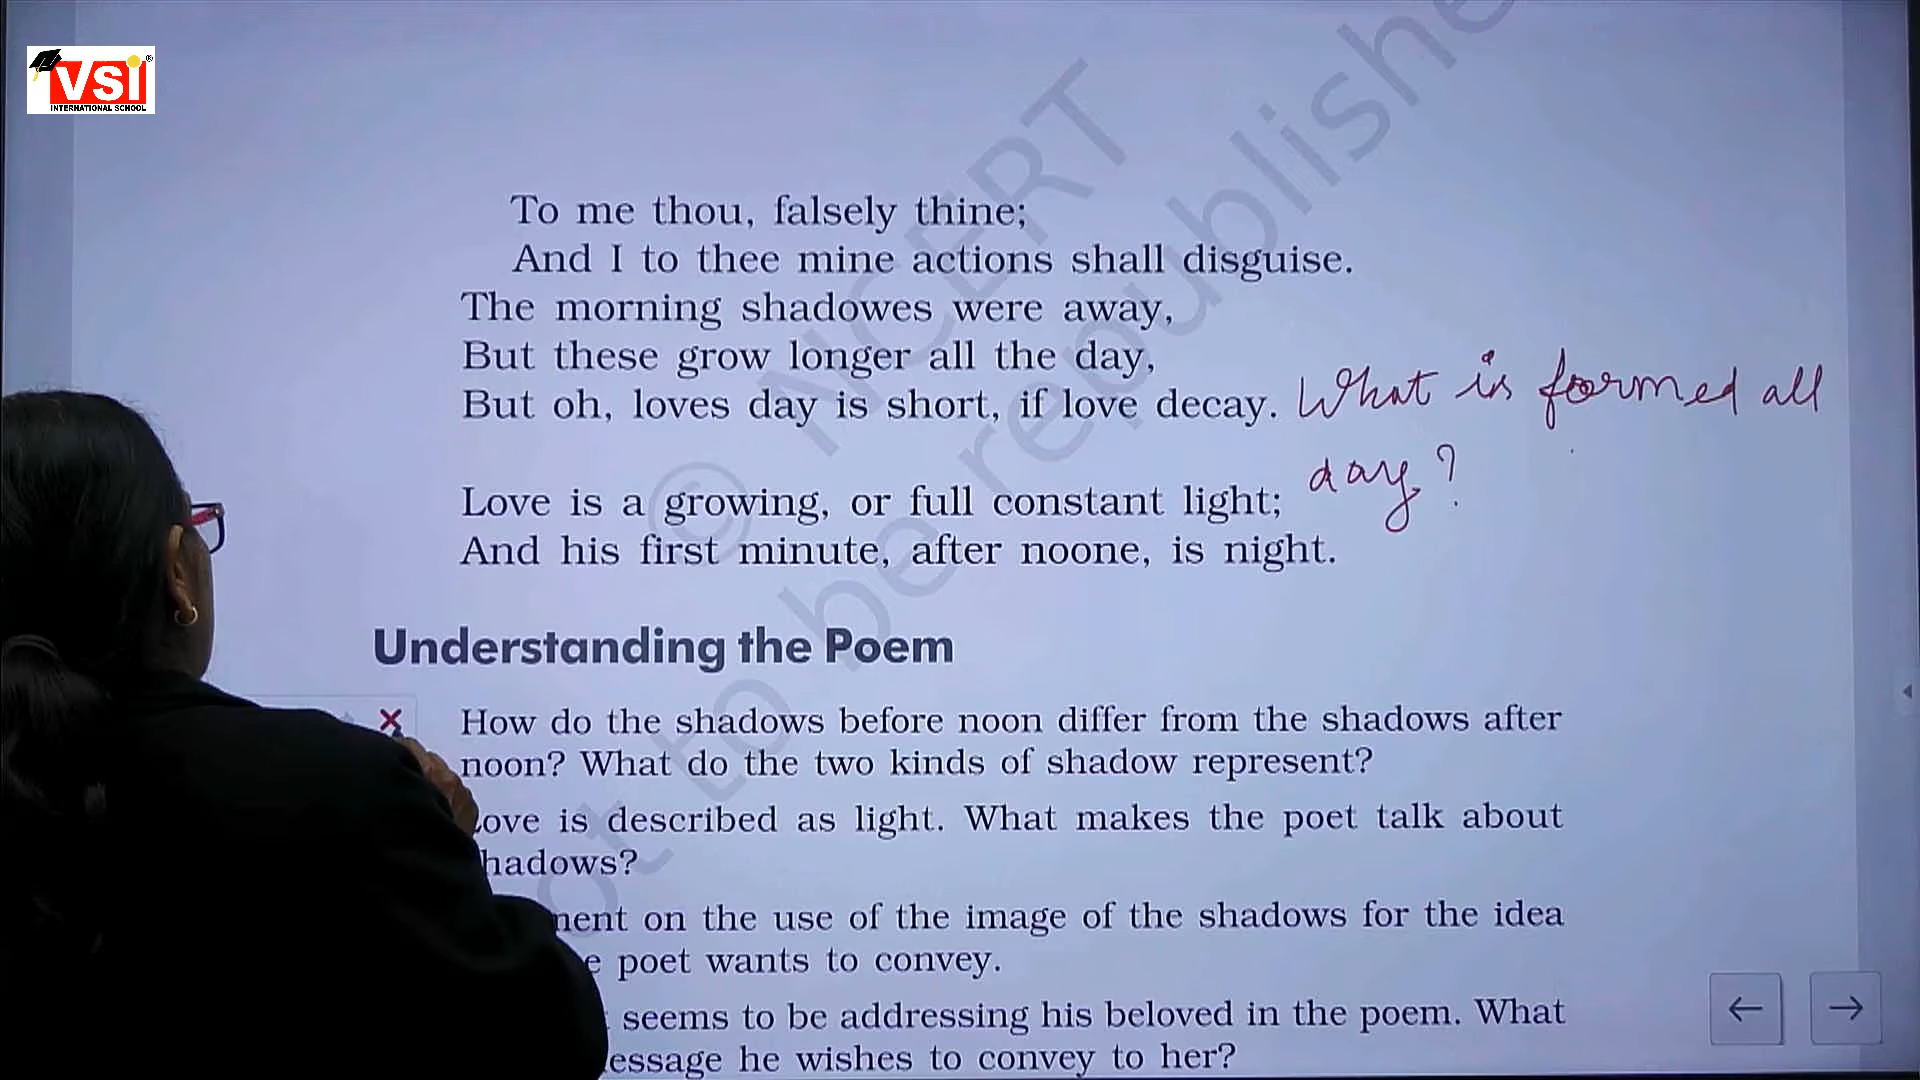 VSI
INTERNATIONAL SCHOOL
© NCERT
not to be republishe
To me thou, falsely thine;
And I to thee mine actions shall disguise.
The morning shadowes were away,
But these grow longer all the day,
But oh, loves day is short, if love decay.
What is formed all
day?
Love is a growing, or full constant light;
And his first minute, after noone, is night.
Understanding the Poem
How do the shadows before noon differ from the shadows after
noon? What do the two kinds of shadow represent?
ove is described as light. What makes the poet talk about
hadows?
ment on the use of the image of the shadows for the idea
e poet wants to convey.
seems to be addressing his beloved in the poem. What
essage he wishes to convey to her?